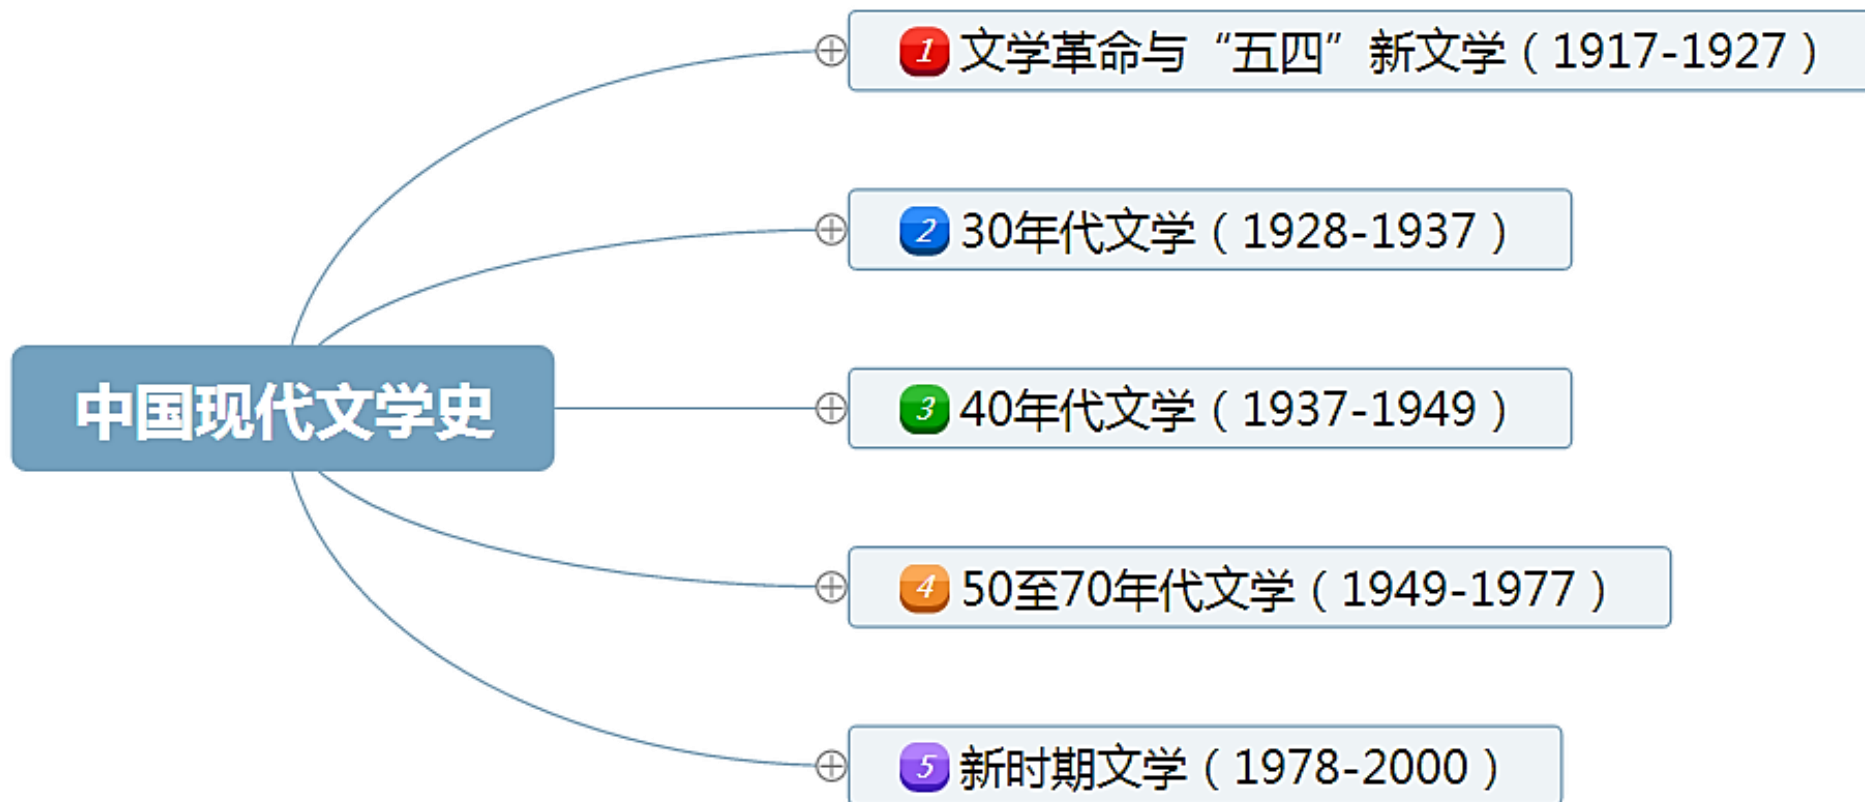 1 文学革命与“五四”新文学（1917-1927）
2 30年代文学（1928-1937）
中国现代文学史
3 40年代文学（1937-1949）
4 50至70年代文学（1949-1977）
5 新时期文学（1978-2000）